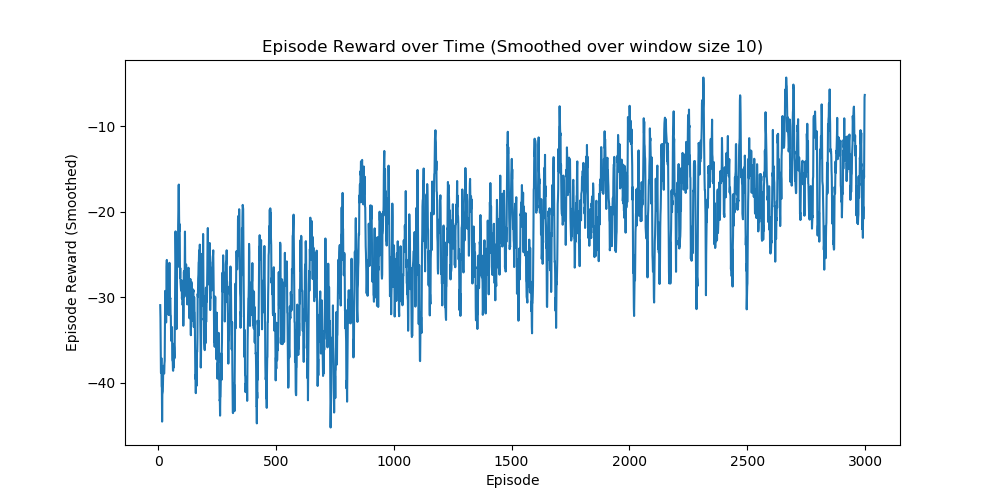 Episode Reward over Time (Smoothed over window size 10)
Episode Reward (Smoothed)
−10
−20
−30
−40
0 500 1000 1500 2000 2500 3000
Episode